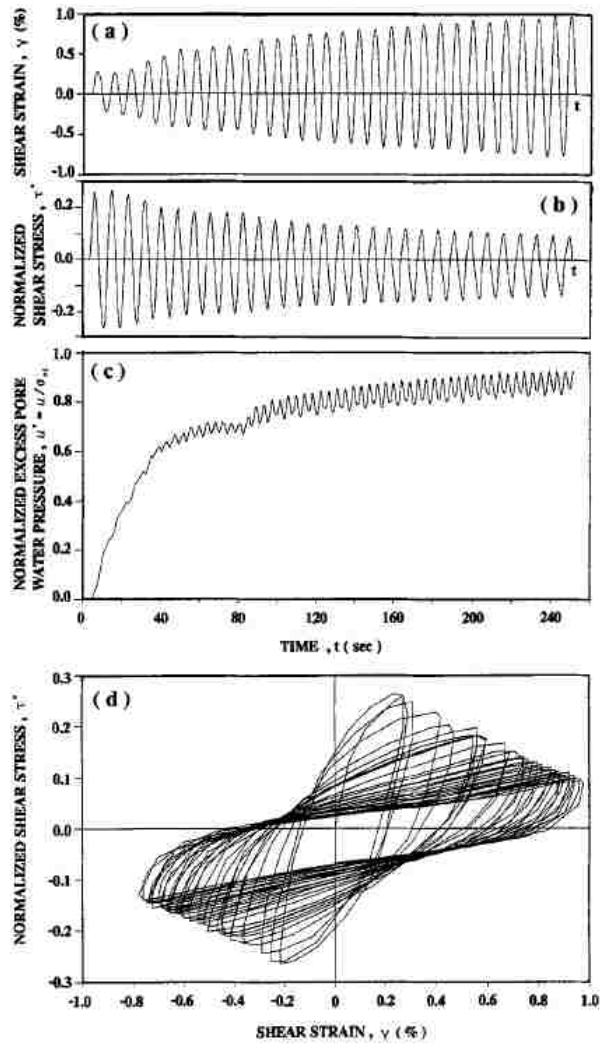 SHEAR STRAIN , γ (%)
1.0
0.5
0.0
-0.5
-1.0
(a)
t
NORMALIZED
SHEAR STRESS, τ*
0.2
0.0
-0.2
(b)
t
NORMALIZED EXCESS PORE
WATER PRESSURE , u* = u/σ
1.0
0.8
0.6
0.4
0.2
0.0
(c)
0 40 80 120 160 200 240
TIME , t ( sec)
NORMALIZED SHEAR STRESS , τ*
0.3
0.2
0.1
0.0
-0.1
-0.2
-0.3
(d)
-1.0 -0.8 -0.6 -0.4 -0.2 0 0.2 0.4 0.6 0.8 1.0
SHEAR STRAIN , γ (%)